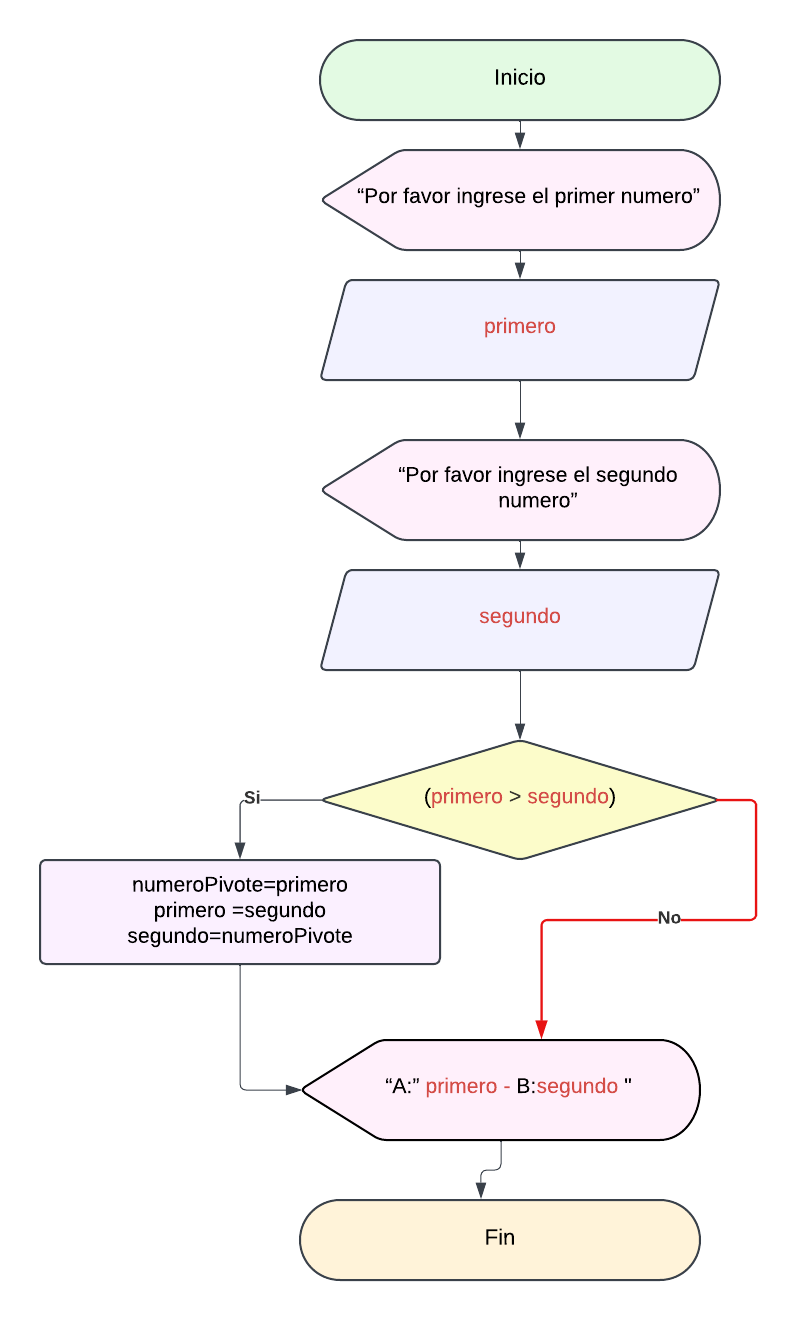 Inicio
“Por favor ingrese el primer numero”
primero
“Por favor ingrese el segundo
numero”
segundo
(primero > segundo)
Si
numeroPivote=primero
primero =segundo
segundo=numeroPivote
No
“A:” primero - B:segundo "
Fin